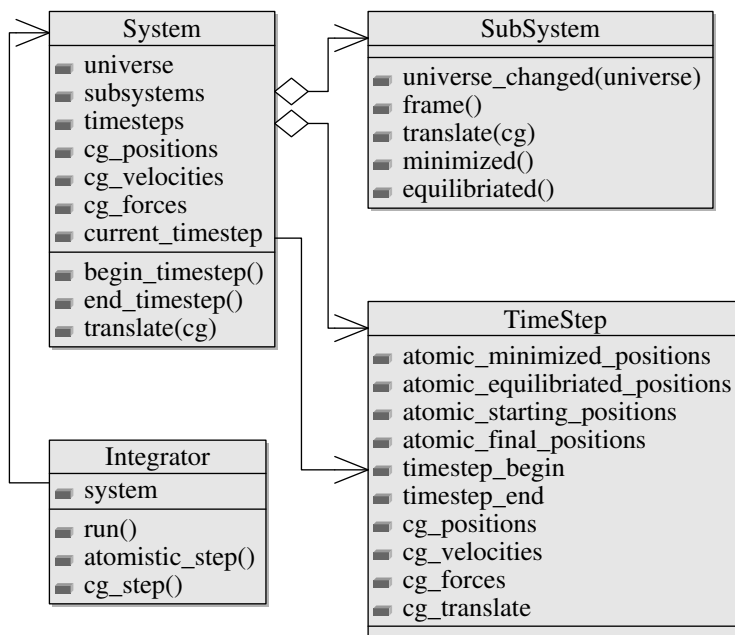 System
universe
subsystems
timesteps
cg_positions
cg_velocities
cg_forces
current_timestep
begin_timestep()
end_timestep()
translate(cg)
SubSystem
universe_changed(universe)
frame()
translate(cg)
minimized()
equilibriated()
TimeStep
atomic_minimized_positions
atomic_equilibriated_positions
atomic_starting_positions
atomic_final_positions
timestep_begin
timestep_end
cg_positions
cg_velocities
cg_forces
cg_translate
Integrator
system
run()
atomistic_step()
cg_step()